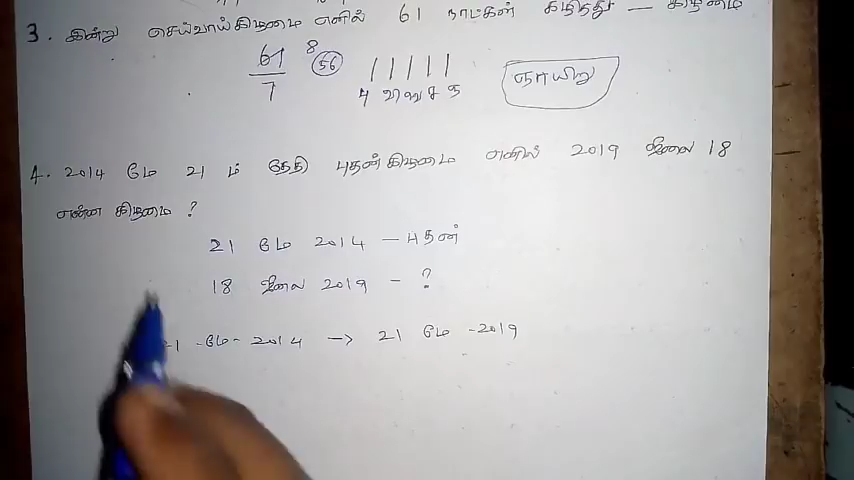 3. இன்று செய்வாய்கிழமை எனில் 61 நாட்கள் கழித்து — கிழமை
61 8 56
7 பு வி வெ ச ஞ
ஞாயிறு
4. 2014 மே 21 ம் தேதி புதன்கிழமை எனில் 2019 ஜீலை 18
என்ன கிழமை ?
21 மே 2014 – புதன்
18 ஜீலை 2019 – ?
21 -மே- 2014 -> 21 மே -2019